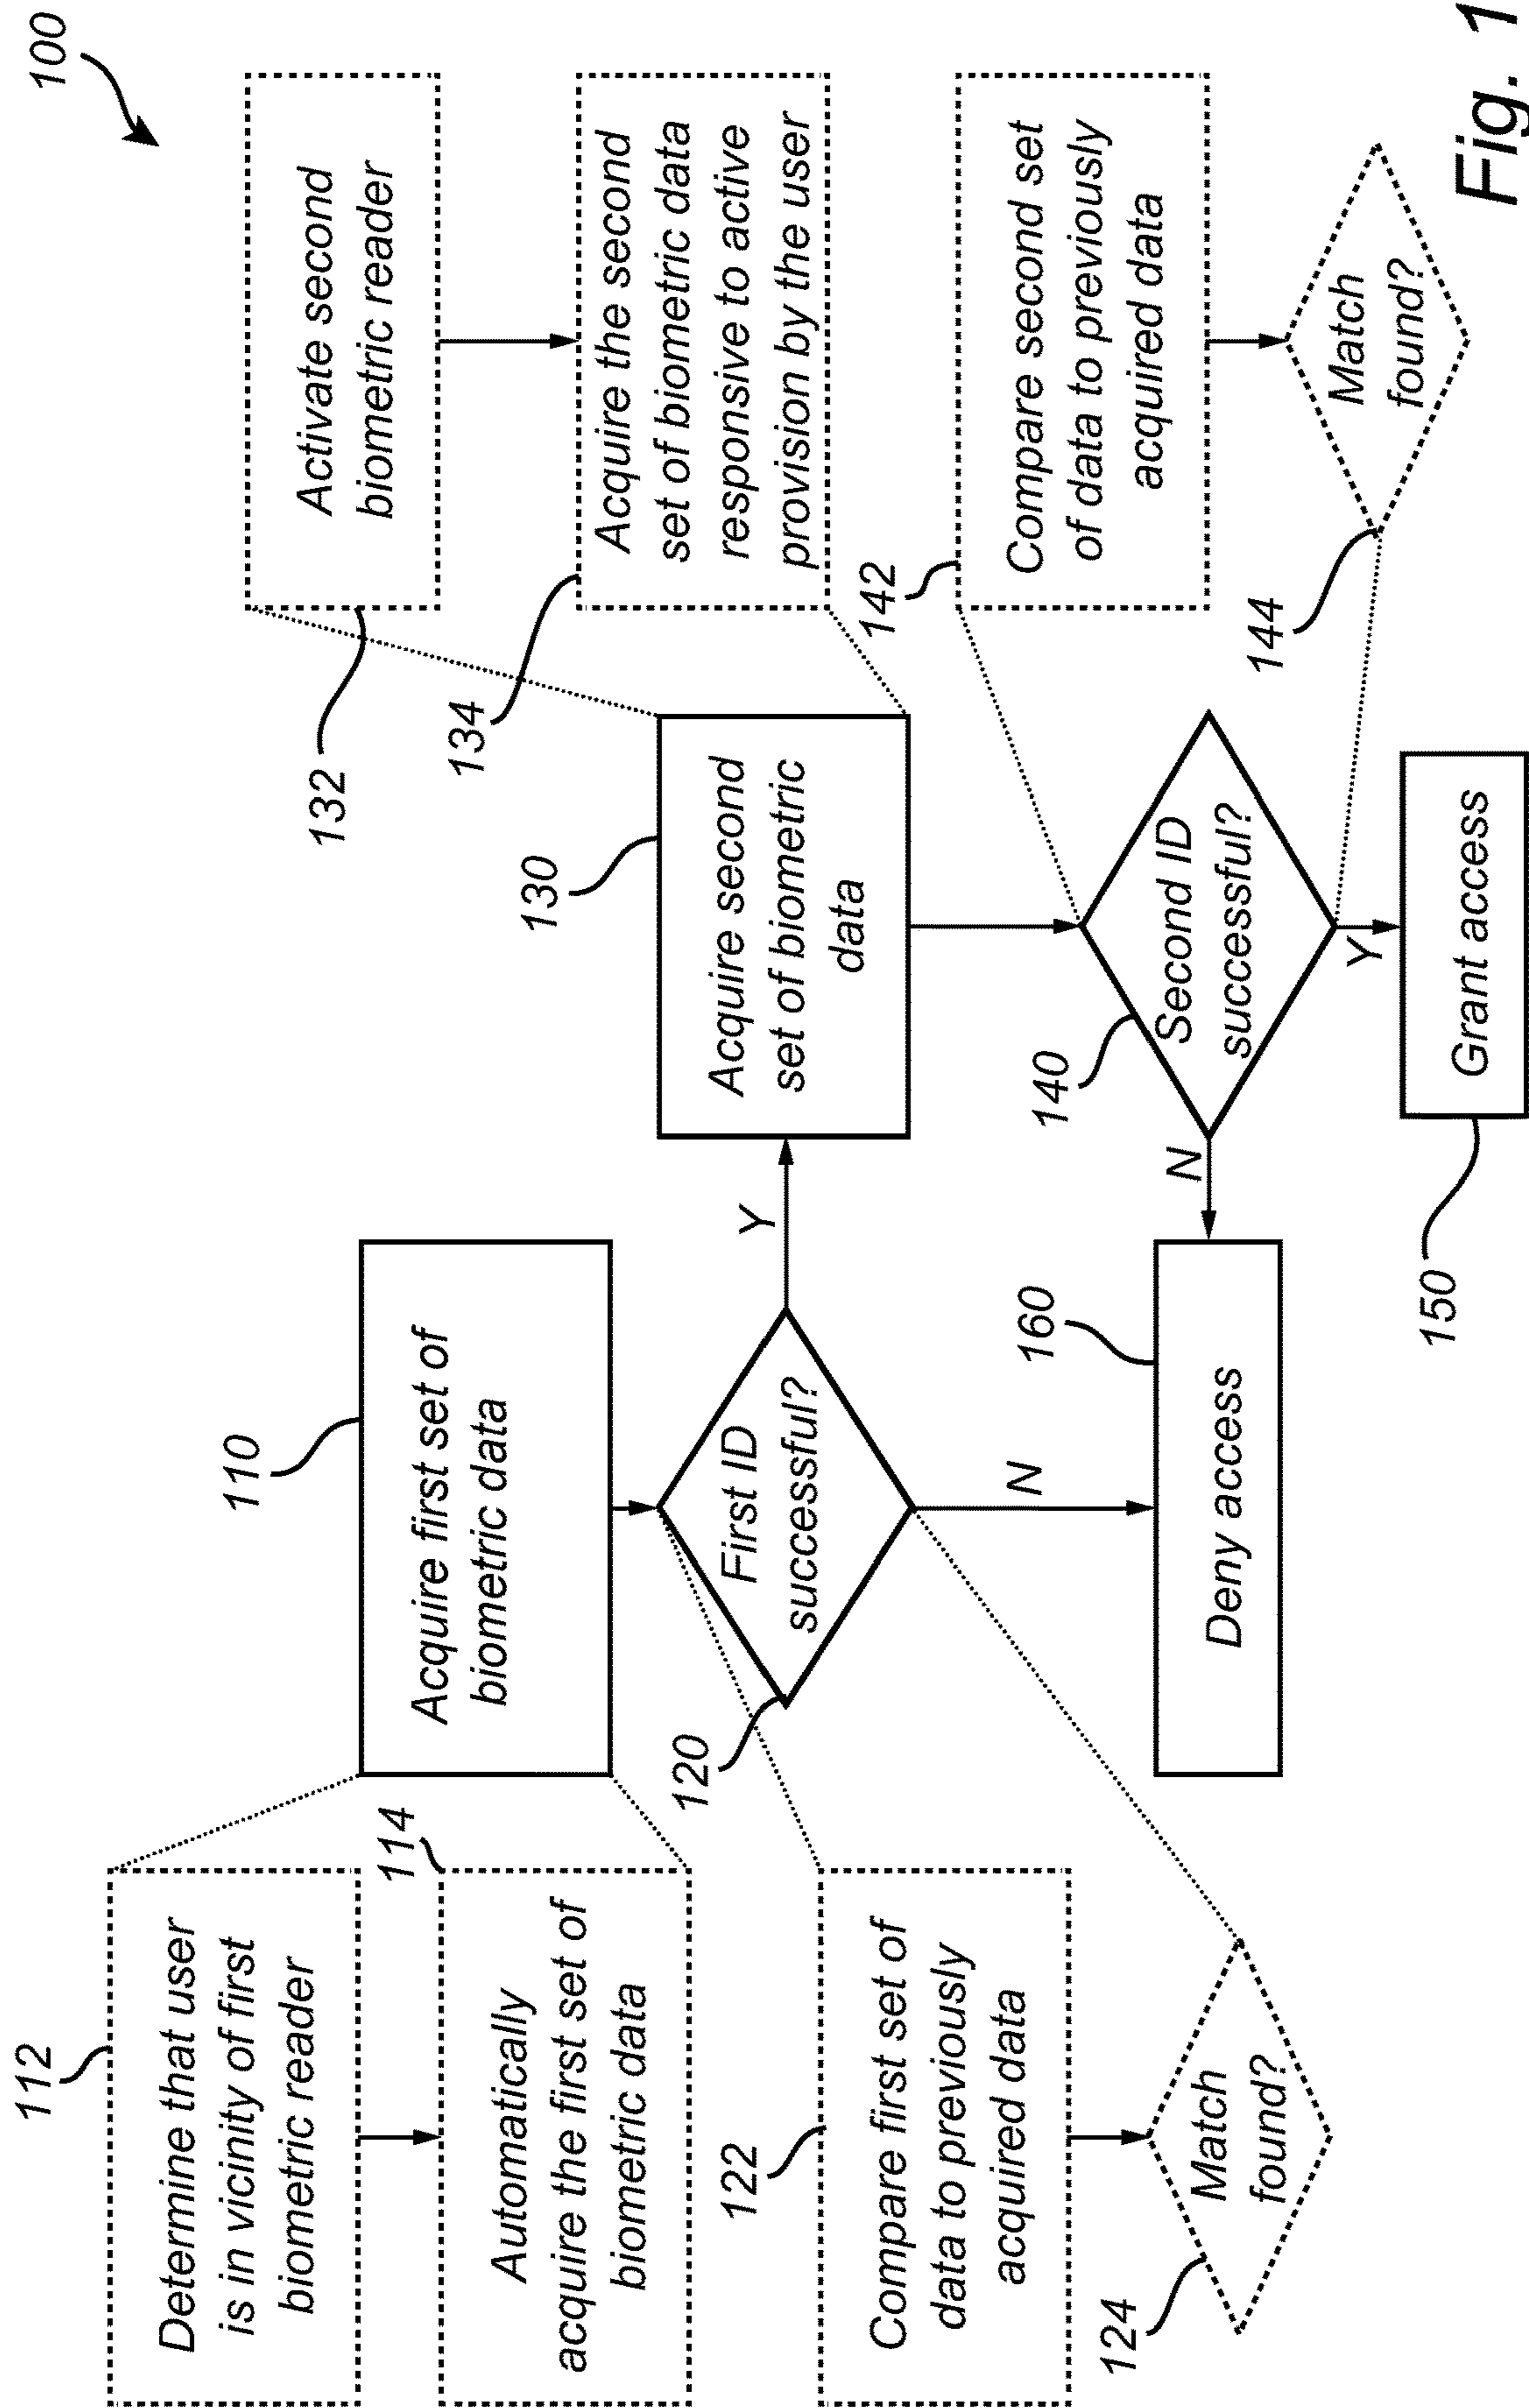 100
112
Determine that user
is in vicinity of first
biometric reader
114
Automatically
acquire the first set of
biometric data
122
Compare first set of
data to previously
acquired data
124
Match
found?
110
Acquire first set of
biometric data
120
First ID
successful?
Y
N
160
Deny access
130
Acquire second
set of biometric
data
140
Second ID
successful?
N
Y
150
Grant access
132
Activate second
biometric reader
134
Acquire the second
set of biometric data
responsive to active
provision by the user
142
Compare second set
of data to previously
acquired data
144
Match
found?
Fig. 1